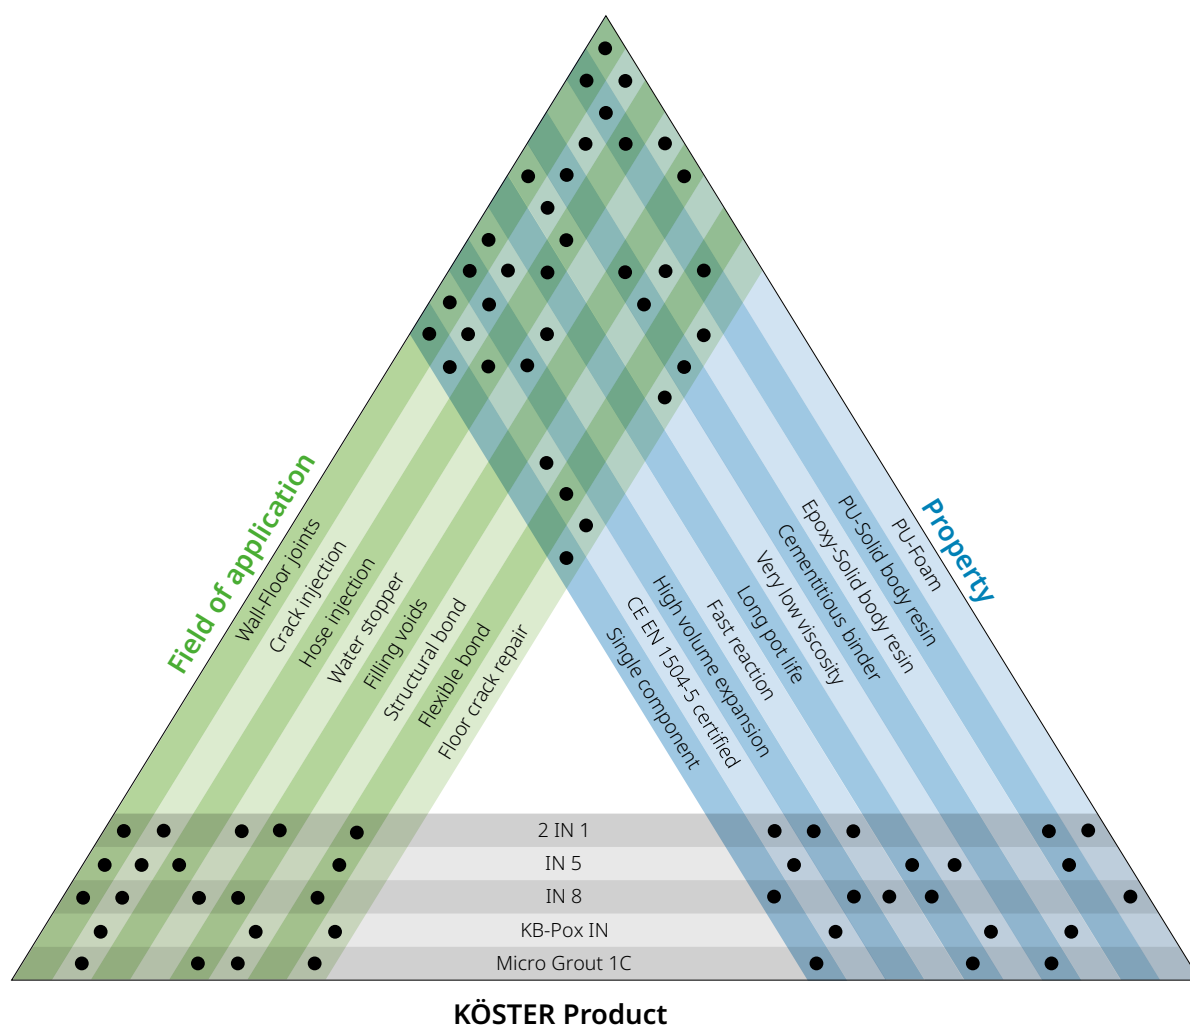 Field of application
Wall-Floor joints
Crack injection
Hose injection
Water stopper
Filling voids
Structural bond
Flexible bond
Floor crack repair
Property
PU-Foam
PU-Solid body resin
Epoxy-Solid body resin
Cementitious binder
Very low viscosity
Long pot life
Fast reaction
High volume expansion
CE EN 1504-5 certified
Single component
2 IN 1
IN 5
IN 8
KB-Pox IN
Micro Grout 1C
KÖSTER Product